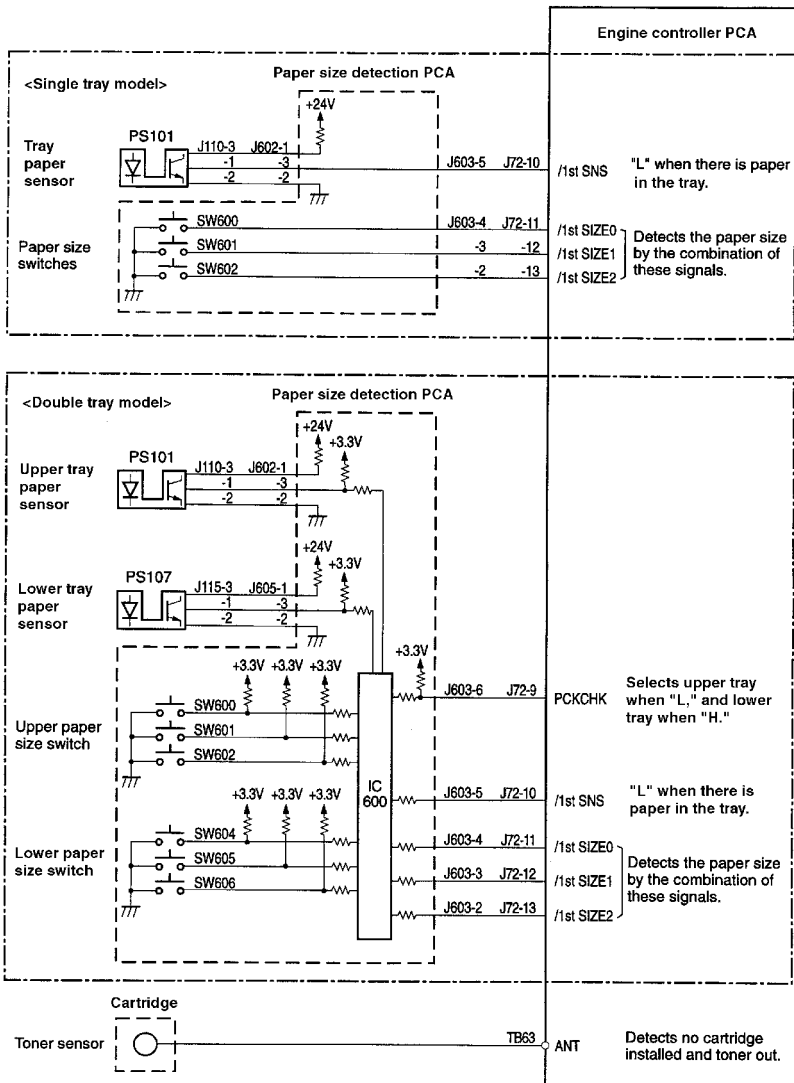 Engine controller PCA
<Single tray model>
Paper size detection PCA
+24V
PS101
Tray
paper
sensor
J110-3 J602-1
-1 -3
-2 -2
J603-5 J72-10
/1st SNS
"L" when there is paper
in the tray.
Paper size
switches
SW600
SW601
SW602
J603-4 J72-11
-3 -12
-2 -13
/1st SIZE0
/1st SIZE1
/1st SIZE2
Detects the paper size
by the combination of
these signals.
<Double tray model>
Paper size detection PCA
+24V
+3.3V
Upper tray
paper
sensor
PS101
J110-3 J602-1
-1 -3
-2 -2
+24V
+3.3V
Lower tray
paper
sensor
PS107
J115-3 J605-1
-1 -3
-2 -2
+3.3V +3.3V +3.3V
+3.3V
Upper paper
size switch
SW600
SW601
SW602
J603-6 J72-9
PCKCHK
Selects upper tray
when "L," and lower
tray when "H."
IC
600
+3.3V +3.3V +3.3V
Lower paper
size switch
SW604
SW605
SW606
J603-5 J72-10
/1st SNS
"L" when there is
paper in the tray.
J603-4 J72-11
/1st SIZE0
J603-3 J72-12
/1st SIZE1
J603-2 J72-13
/1st SIZE2
Detects the paper size
by the combination of
these signals.
Cartridge
Toner sensor
TB63
ANT
Detects no cartridge
installed and toner out.